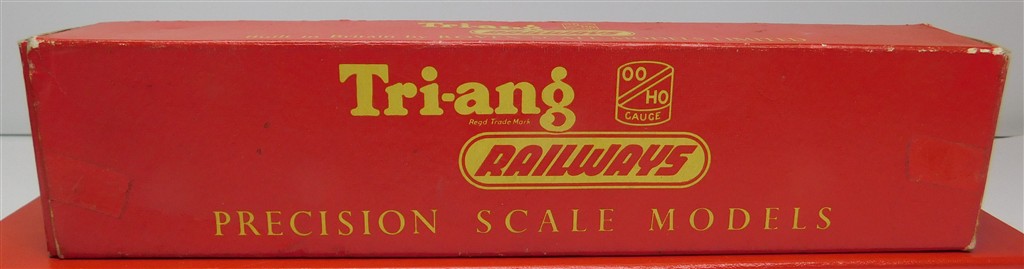 Tri-ang
Regd Trade Mark
OO/HO
GAUGE
RAILWAYS
PRECISION SCALE MODELS